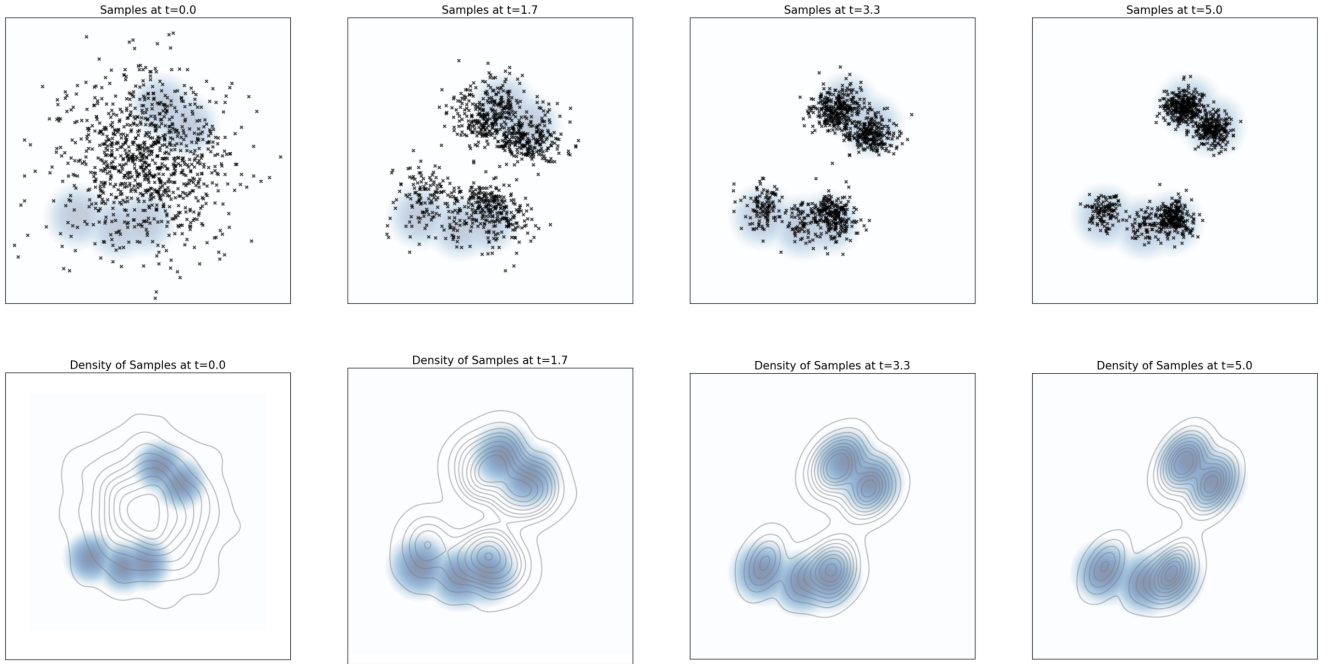 Samples at t=0.0
Samples at t=1.7
Samples at t=3.3
Samples at t=5.0
Density of Samples at t=0.0
Density of Samples at t=1.7
Density of Samples at t=3.3
Density of Samples at t=5.0